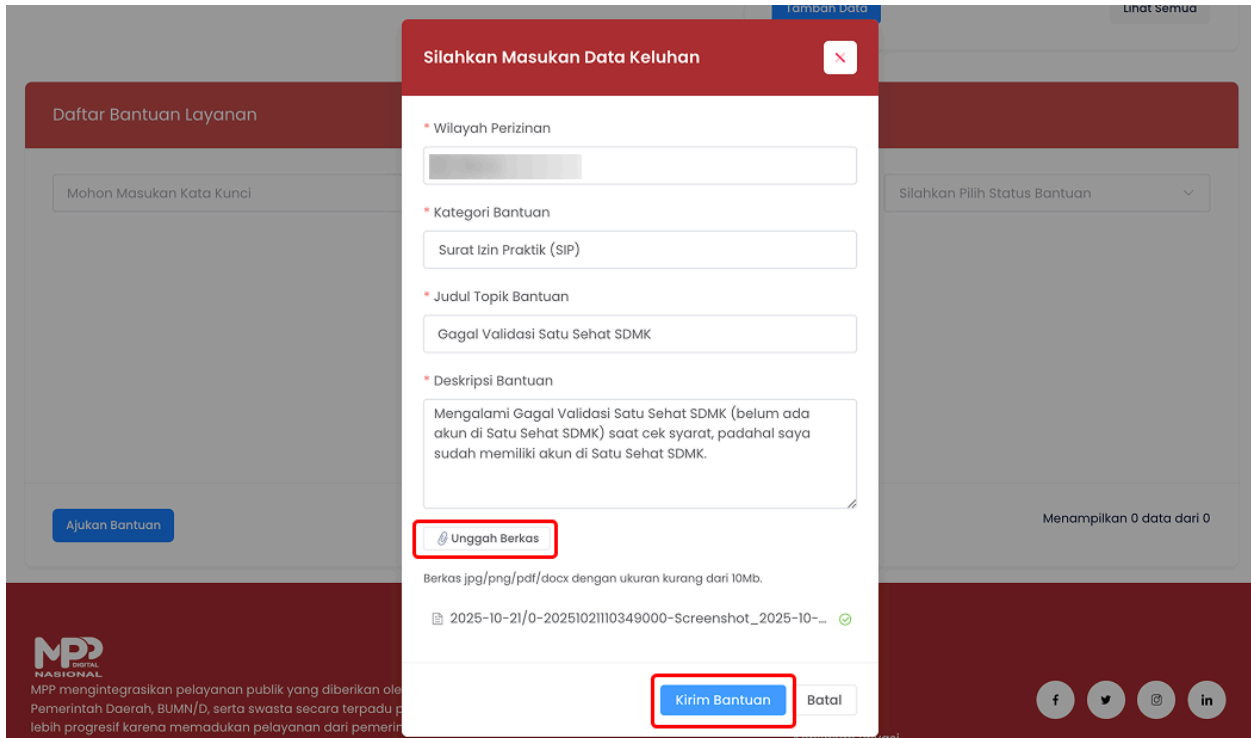 Tambah Data
Lihat Semua
Silahkan Masukan Data Keluhan
Daftar Bantuan Layanan
* Wilayah Perizinan
Mohon Masukan Kata Kunci
Silahkan Pilih Status Bantuan
* Kategori Bantuan
Surat Izin Praktik (SIP)
* Judul Topik Bantuan
Gagal Validasi Satu Sehat SDMK
* Deskripsi Bantuan
Mengalami Gagal Validasi Satu Sehat SDMK (belum ada
akun di Satu Sehat SDMK) saat cek syarat, padahal saya
sudah memiliki akun di Satu Sehat SDMK.
Ajukan Bantuan
Menampilkan 0 data dari 0
Unggah Berkas
Berkas jpg/png/pdf/docx dengan ukuran kurang dari 10Mb.
2025-10-21/0-20251021110349000-Screenshot_2025-10-...
Kirim Bantuan
Batal
MPP
DIGITAL
NASIONAL
MPP mengintegrasikan pelayanan publik yang diberikan ole
Pemerintah Daerah, BUMN/D, serta swasta secara terpadu p
lebih progresif karena memadukan pelayanan dari pemerin